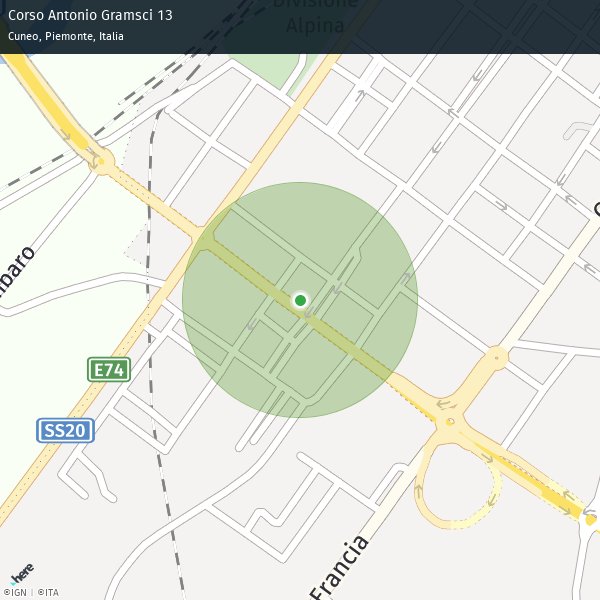 Corso Antonio Gramsci 13
Cuneo, Piemonte, Italia
Divisione
Alpina
mbaro
E74
SS20
Francia
here
©IGN | ©ITA